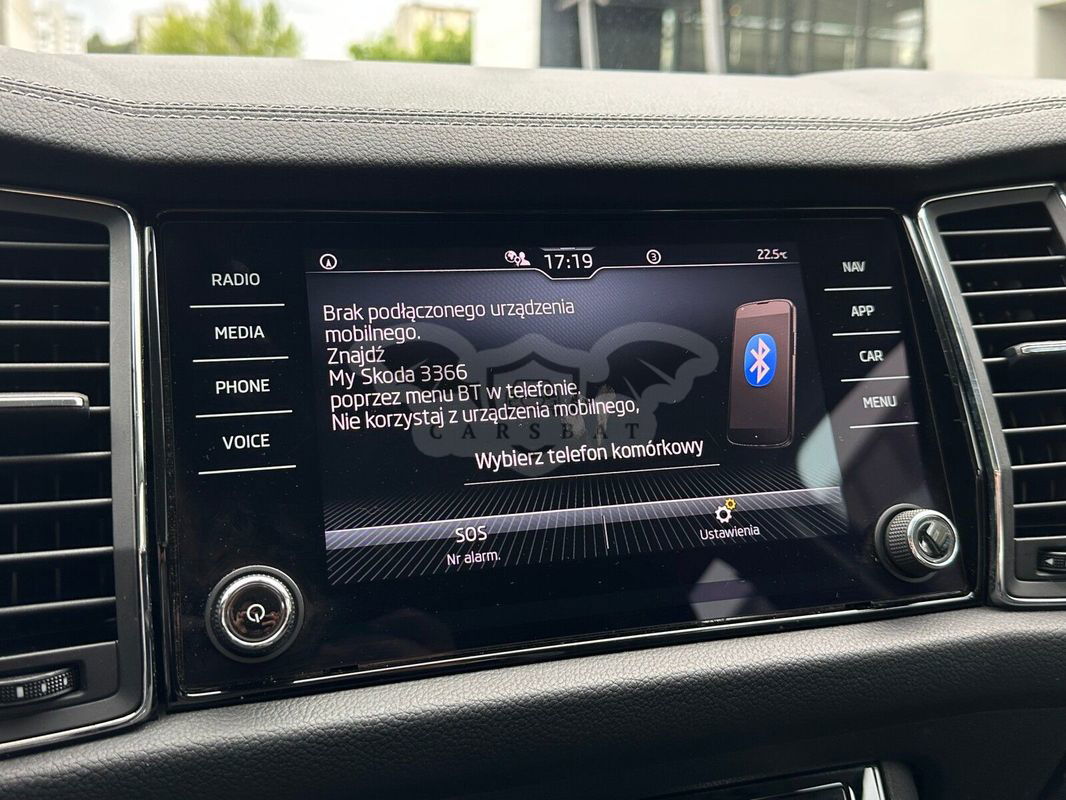 17:19
3
22.5°C
RADIO
MEDIA
PHONE
VOICE
Brak podłączonego urządzenia
mobilnego.
Znajdź
My Skoda 3366
poprzez menu BT w telefonie.
Nie korzystaj z urządzenia mobilnego,
CARSBAT
Wybierz telefon komórkowy
SOS
Nr alarm.
Ustawienia
NAV
APP
CAR
MENU